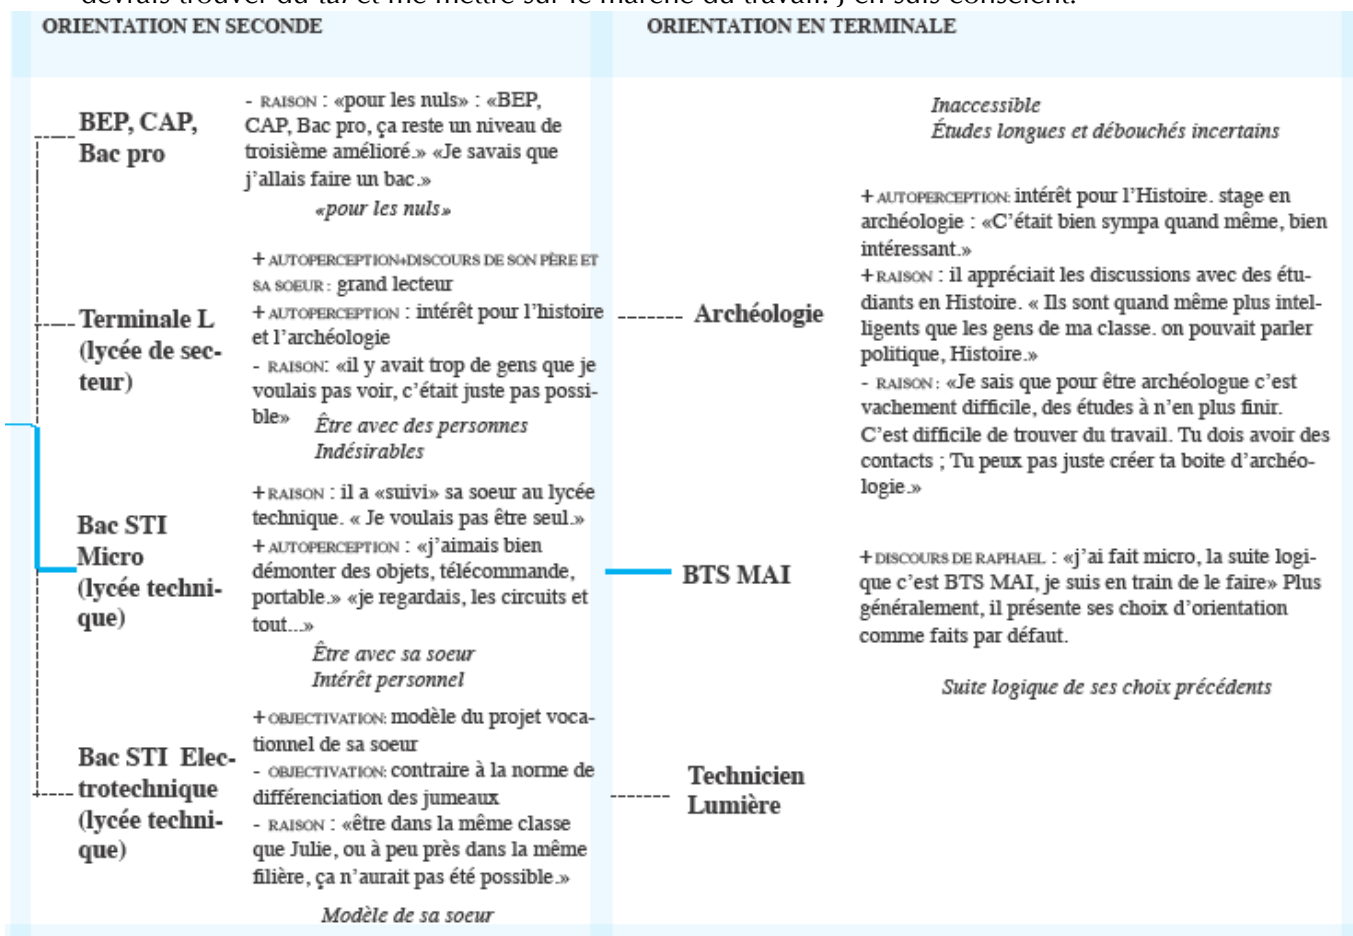 devrais trouver du taf et me mettre sur le marché du travail. J'en suis conscient.
ORIENTATION EN SECONDE
ORIENTATION EN TERMINALE
BEP, CAP,
Bac pro
- RAISON : «pour les nuls» : «BEP,
CAP, Bac pro, ça reste un niveau de
troisième amélioré.» «Je savais que
j'allais faire un bac.»
«pour les nuls»
Terminale L
(lycée de sec-
teur)
+ AUTOPERCEPTION+DISCOURS DE SON PÈRE ET
SA SOEUR : grand lecteur
+ AUTOPERCEPTION : intérêt pour l'histoire
et l'archéologie
- RAISON: «il y avait trop de gens que je
voulais pas voir, c'était juste pas possi-
ble»
Être avec des personnes
Indésirables
Bac STI
Micro
(lycée techni-
que)
+ RAISON : il a «suivi» sa soeur au lycée
technique. « Je voulais pas être seul.»
+ AUTOPERCEPTION : «j'aimais bien
démonter des objets, télécommande,
portable.» «je regardais, les circuits et
tout...»
Être avec sa soeur
Intérêt personnel
Bac STI Elec-
trotechnique
(lycée techni-
que)
+ OBJECTIVATION: modèle du projet voca-
tionnel de sa soeur
- OBJECTIVATION: contraire à la norme de
différenciation des jumeaux
- RAISON : «être dans la même classe
que Julie, ou à peu près dans la même
filière, ça n'aurait pas été possible.»
Modèle de sa soeur
Inaccessible
Études longues et débouchés incertains
Archéologie
+ AUTOPERCEPTION: intérêt pour l'Histoire. stage en
archéologie : «C'était bien sympa quand même, bien
intéressant.»
+ RAISON : il appréciait les discussions avec des étu-
diants en Histoire. « Ils sont quand même plus intel-
ligents que les gens de ma classe. on pouvait parler
politique, Histoire.»
- RAISON : «Je sais que pour être archéologue c'est
vachement difficile, des études à n'en plus finir.
C'est difficile de trouver du travail. Tu dois avoir des
contacts ; Tu peux pas juste créer ta boite d'archéo-
logie.»
BTS MAI
+ DISCOURS DE RAPHAEL : «j'ai fait micro, la suite logi-
que c'est BTS MAI, je suis en train de le faire» Plus
généralement, il présente ses choix d'orientation
comme faits par défaut.
Suite logique de ses choix précédents
Technicien
Lumière